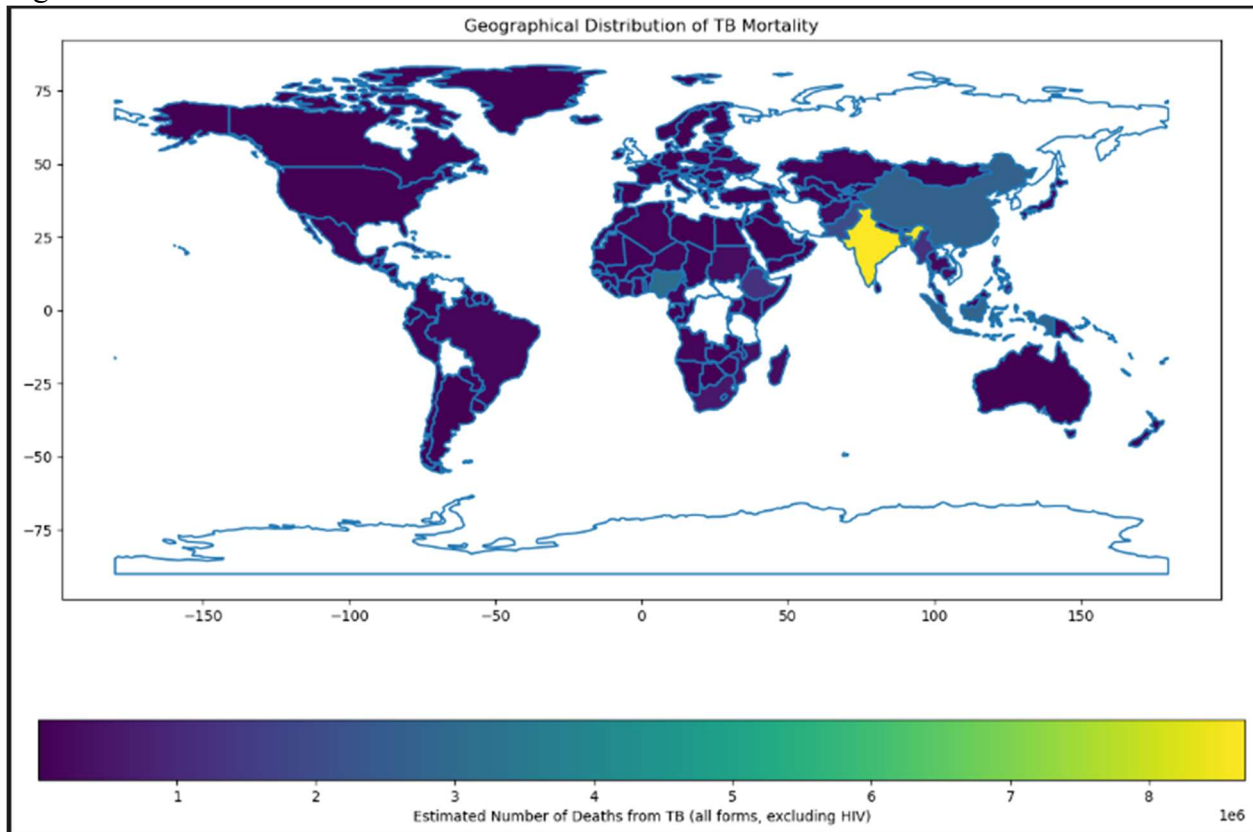 Geographical Distribution of TB Mortality
75
50
25
0
−25
−50
−75
−150 −100 −50 0 50 100 150
1 2 3 4 5 6 7 8
Estimated Number of Deaths from TB (all forms, excluding HIV)
1e6